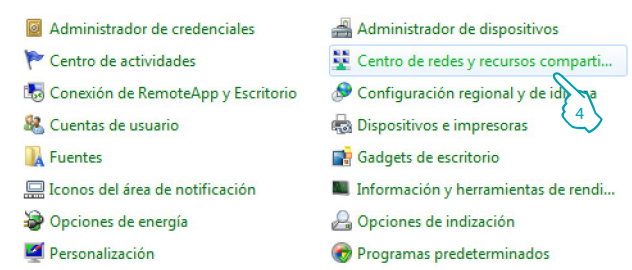 Administrador de credenciales
Administrador de dispositivos
Centro de actividades
Centro de redes y recursos comparti...
Conexión de RemoteApp y Escritorio
Configuración regional y de
Cuentas de usuario
4
Dispositivos e impresoras
Fuentes
Gadgets de escritorio
Iconos del área de notificación
Información y herramientas de rendi...
Opciones de energía
Opciones de indización
Personalización
Programas predeterminados